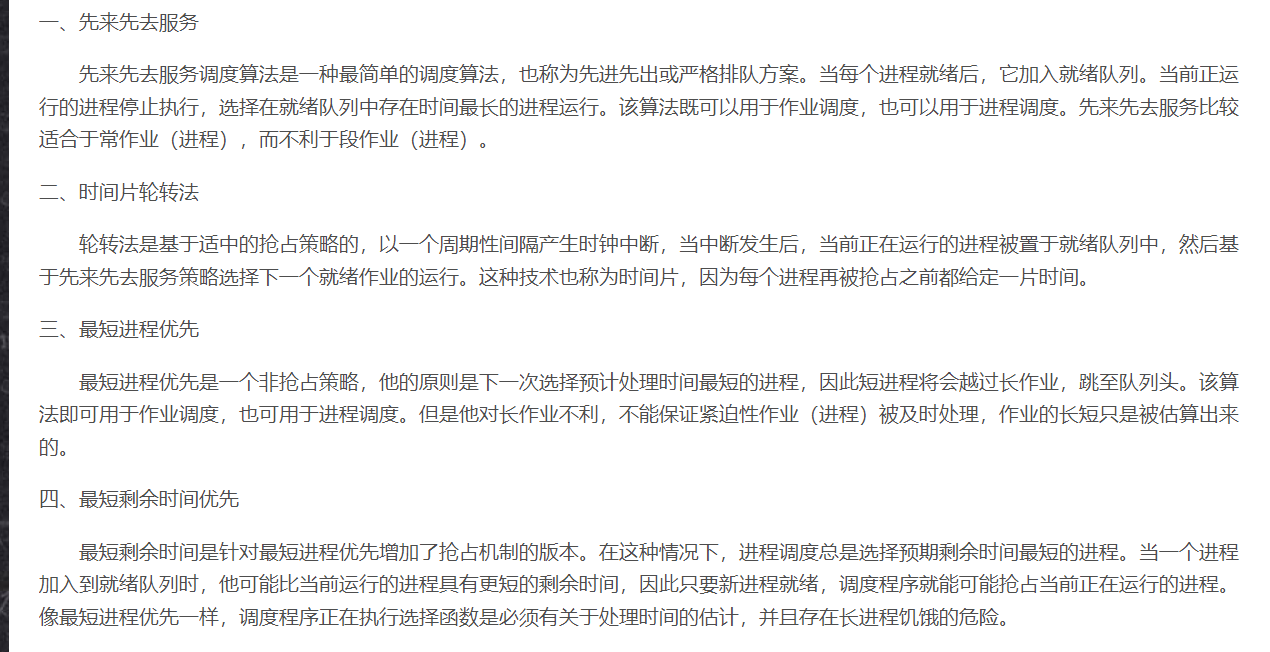 一、先来先去服务
先来先去服务调度算法是一种最简单的调度算法，也称为先进先出或严格排队方案。当每个进程就绪后，它加入就绪队列。当前正运
行的进程停止执行，选择在就绪队列中存在时间最长的进程运行。该算法既可以用于作业调度，也可以用于进程调度。先来先去服务比较
适合于常作业（进程），而不利于段作业（进程）。
二、时间片轮转法
轮转法是基于适中的抢占策略的，以一个周期性间隔产生时钟中断，当中断发生后，当前正在运行的进程被置于就绪队列中，然后基
于先来先去服务策略选择下一个就绪作业的运行。这种技术也称为时间片，因为每个进程再被抢占之前都给定一片时间。
三、最短进程优先
最短进程优先是一个非抢占策略，他的原则是下一次选择预计处理时间最短的进程，因此短进程将会越过长作业，跳至队列头。该算
法即可用于作业调度，也可用于进程调度。但是他对长作业不利，不能保证紧迫性作业（进程）被及时处理，作业的长短只是被估算出来
的。
四、最短剩余时间优先
最短剩余时间是针对最短进程优先增加了抢占机制的版本。在这种情况下，进程调度总是选择预期剩余时间最短的进程。当一个进程
加入到就绪队列时，他可能比当前运行的进程具有更短的剩余时间，因此只要新进程就绪，调度程序就能可能抢占当前正在运行的进程。
像最短进程优先一样，调度程序正在执行选择函数是必须有关于处理时间的估计，并且存在长进程饥饿的危险。